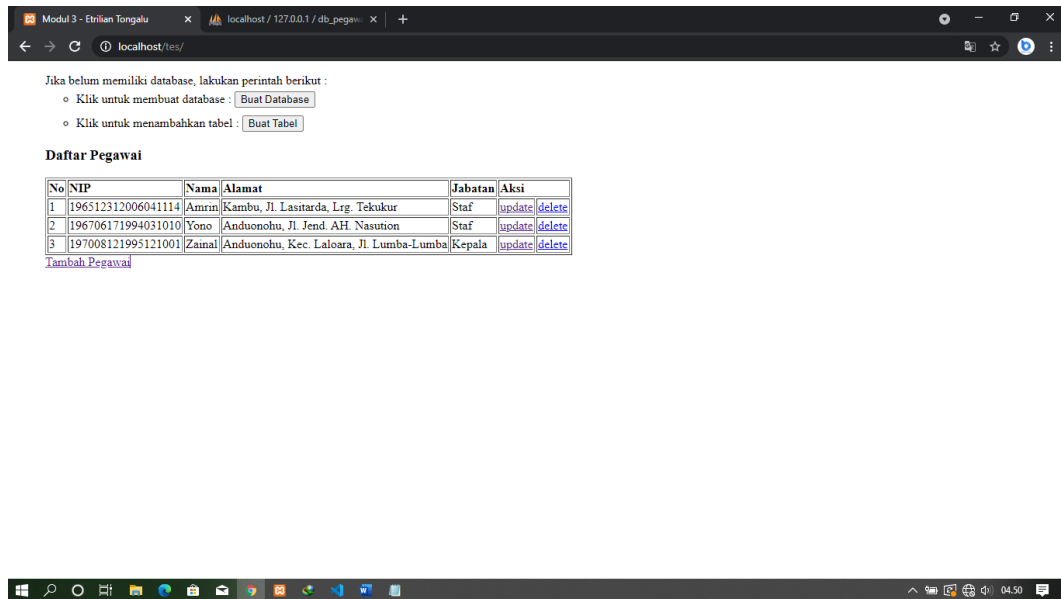 Modul 3 - Etrilian Tongalu
localhost / 127.0.0.1 / db_pegaw
localhost/tes/
Jika belum memiliki database, lakukan perintah berikut :
Klik untuk membuat database : Buat Database
Klik untuk menambahkan tabel : Buat Tabel
Daftar Pegawai
No NIP Nama Alamat Jabatan Aksi
1 196512312006041114 Amrin Kambu, Jl. Lasitarda, Lrg. Tekukur Staf update delete
2 196706171994031010 Yono Anduonohu, Jl. Jend. AH. Nasution Staf update delete
3 197008121995121001 Zainal Anduonohu, Kec. Laloara, Jl. Lumba-Lumba Kepala update delete
Tambah Pegawai
04.50